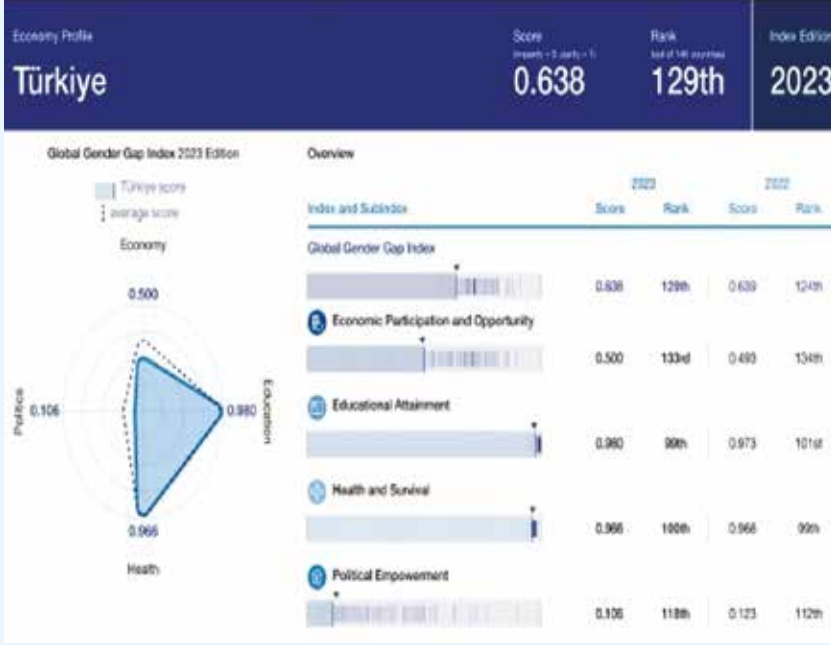 Economy Profile
Türkiye
Score
0.638
Rank
129th
Index Edition
2023
Global Gender Gap Index 2023 Edition
Türkiye score
average score
Economy
0.500
Politics
0.106
0.980
Education
0.966
Health
Overview
2023 2022
Index and Subindex Score Rank Score Rank
Global Gender Gap Index
0.638 129th 0.639 124th
Economic Participation and Opportunity
0.500 133rd 0.493 134th
Educational Attainment
0.980 99th 0.973 101st
Health and Survival
0.966 100th 0.966 99th
Political Empowerment
0.106 118th 0.123 112th